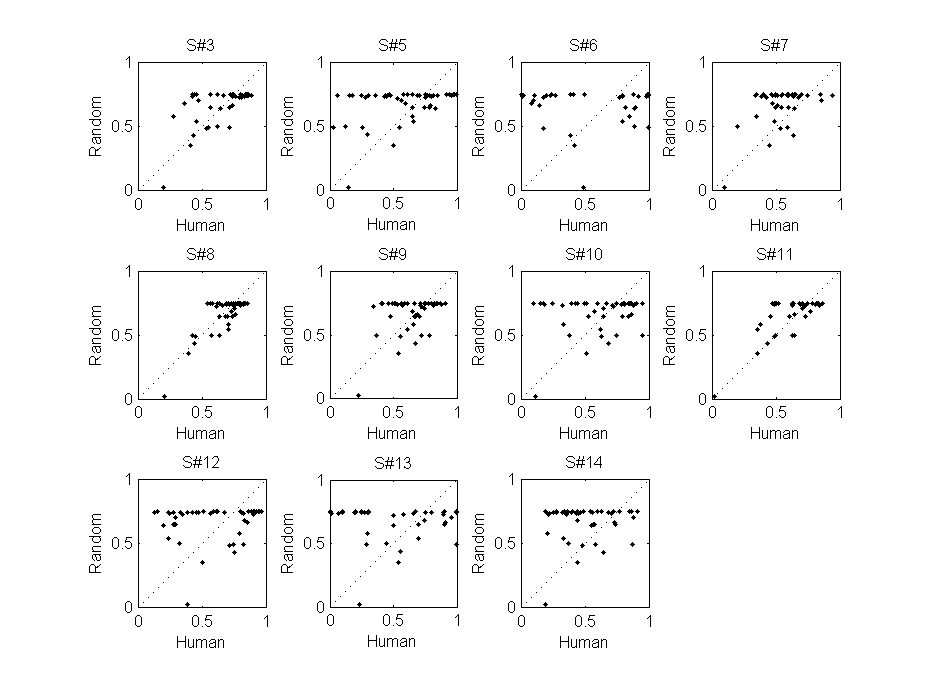 S#3 S#5 S#6 S#7
1 1 1 1
Random Random Random Random
0.5 0.5 0.5 0.5
0 0 0 0
0 0.5 1 0 0.5 1 0 0.5 1 0 0.5 1
Human Human Human Human
S#8 S#9 S#10 S#11
1 1 1 1
Random Random Random Random
0.5 0.5 0.5 0.5
0 0 0 0
0 0.5 1 0 0.5 1 0 0.5 1 0 0.5 1
Human Human Human Human
S#12 S#13 S#14
1 1 1
Random Random Random
0.5 0.5 0.5
0 0 0
0 0.5 1 0 0.5 1 0 0.5 1
Human Human Human